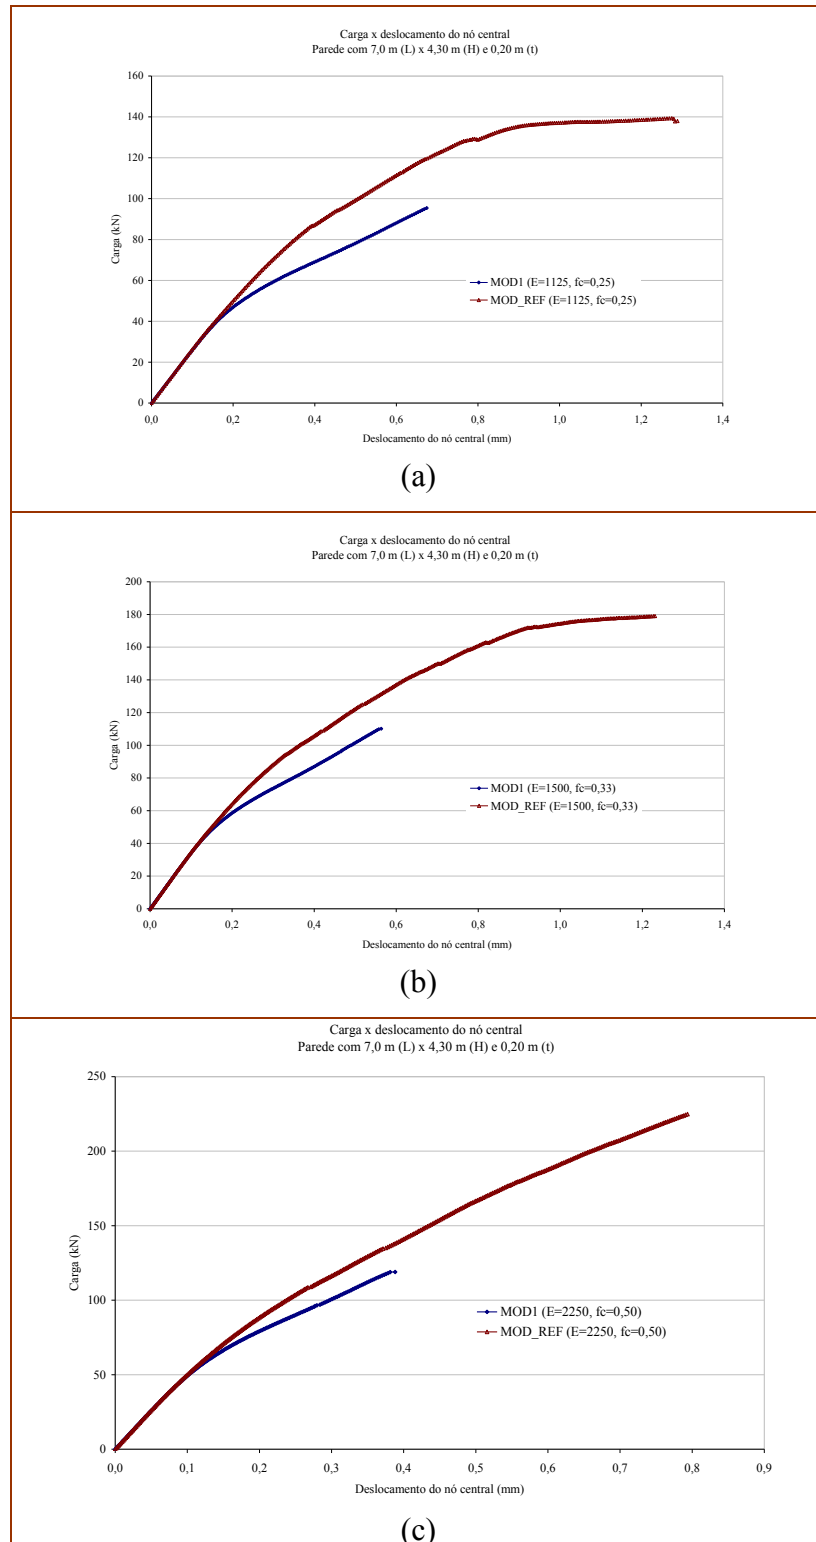 Carga x deslocamento do nó central
Parede com 7,0 m (L) x 4,30 m (H) e 0,20 m (t)
160
140
120
100
80
60
40
20
0
Carga (kN)
MOD1 (E=1125, fc=0,25)
MOD_REF (E=1125, fc=0,25)
0,0 0,2 0,4 0,6 0,8 1,0 1,2 1,4
Deslocamento do nó central (mm)
(a)
Carga x deslocamento do nó central
Parede com 7,0 m (L) x 4,30 m (H) e 0,20 m (t)
200
180
160
140
120
100
80
60
40
20
0
Carga (kN)
MOD1 (E=1500, fc=0,33)
MOD_REF (E=1500, fc=0,33)
0,0 0,2 0,4 0,6 0,8 1,0 1,2 1,4
Deslocamento do nó central (mm)
(b)
Carga x deslocamento do nó central
Parede com 7,0 m (L) x 4,30 m (H) e 0,20 m (t)
250
200
150
100
50
0
Carga (kN)
MOD1 (E=2250, fc=0,50)
MOD_REF (E=2250, fc=0,50)
0,0 0,1 0,2 0,3 0,4 0,5 0,6 0,7 0,8 0,9
Deslocamento do nó central (mm)
(c)